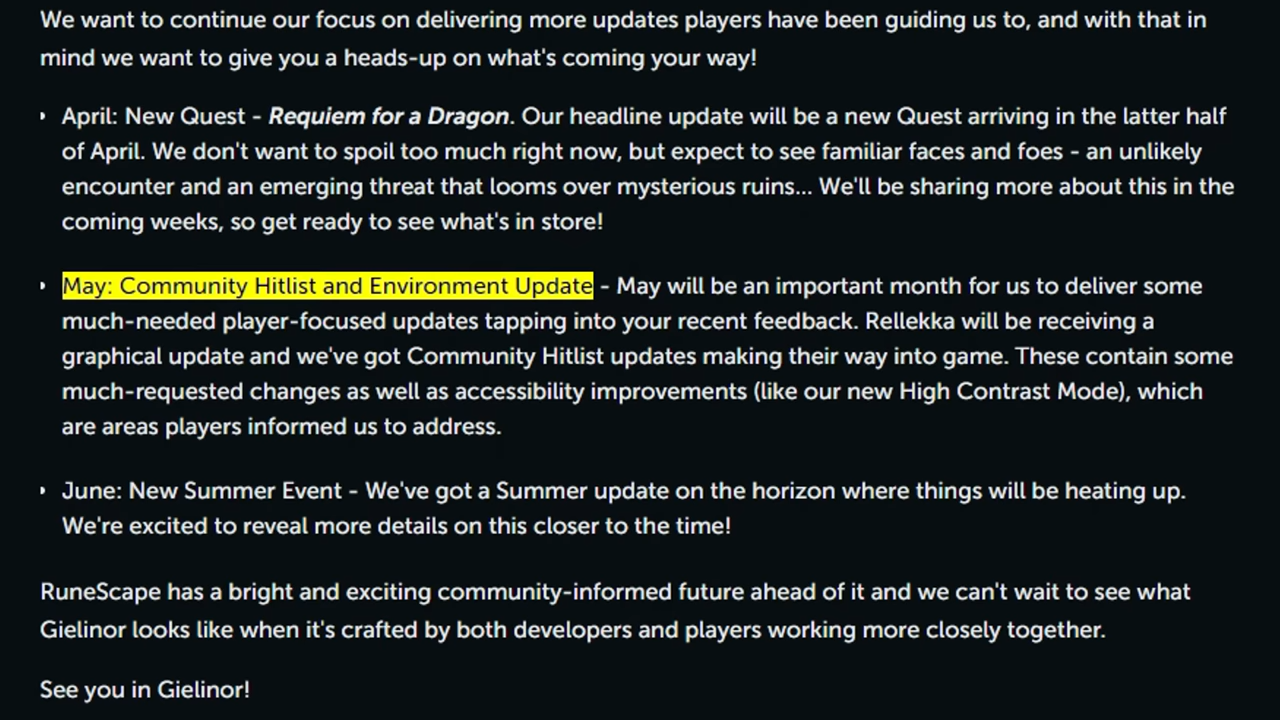 We want to continue our focus on delivering more updates players have been guiding us to, and with that in
mind we want to give you a heads-up on what's coming your way!
April: New Quest - Requiem for a Dragon. Our headline update will be a new Quest arriving in the latter half
of April. We don't want to spoil too much right now, but expect to see familiar faces and foes - an unlikely
encounter and an emerging threat that looms over mysterious ruins... We'll be sharing more about this in the
coming weeks, so get ready to see what's in store!
May: Community Hitlist and Environment Update - May will be an important month for us to deliver some
much-needed player-focused updates tapping into your recent feedback. Rellekka will be receiving a
graphical update and we've got Community Hitlist updates making their way into game. These contain some
much-requested changes as well as accessibility improvements (like our new High Contrast Mode), which
are areas players informed us to address.
June: New Summer Event - We've got a Summer update on the horizon where things will be heating up.
We're excited to reveal more details on this closer to the time!
RuneScape has a bright and exciting community-informed future ahead of it and we can't wait to see what
Gielinor looks like when it's crafted by both developers and players working more closely together.
See you in Gielinor!